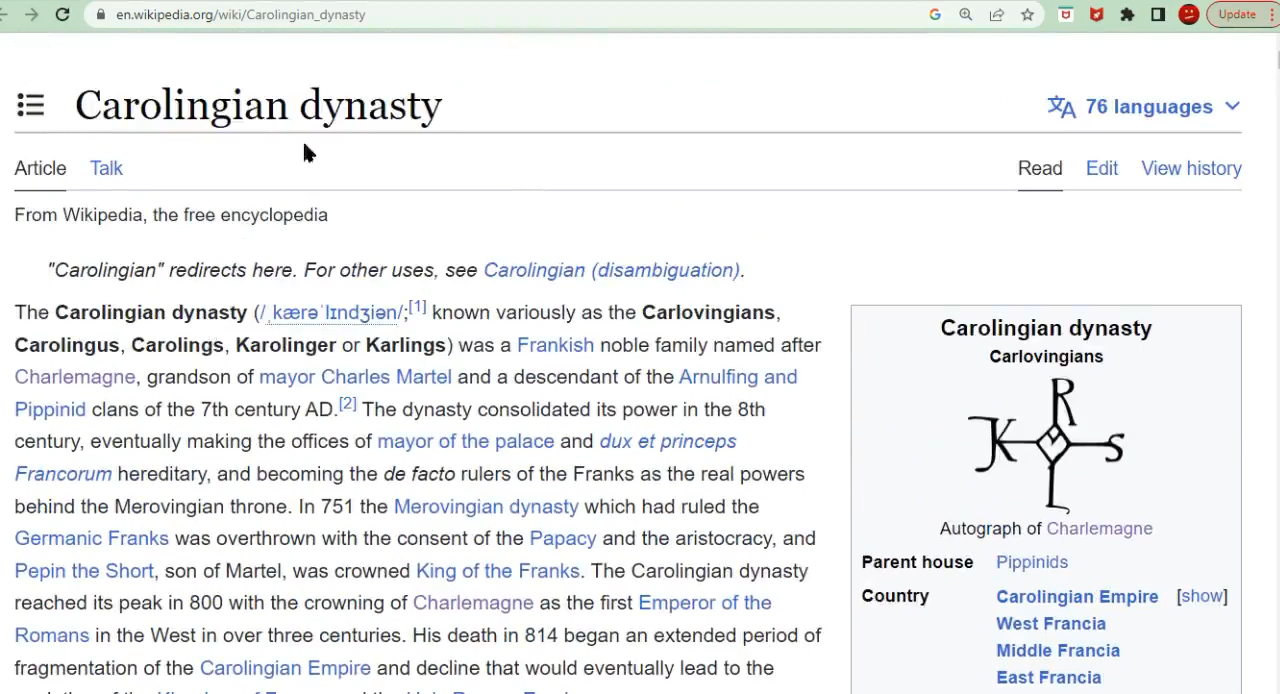 en.wikipedia.org/wiki/Carolingian_dynasty
Update
Carolingian dynasty
76 languages
Article Talk
Read Edit View history
From Wikipedia, the free encyclopedia
"Carolingian" redirects here. For other uses, see Carolingian (disambiguation).
The Carolingian dynasty (/ˌkærəˈlɪndʒiən/;[1] known variously as the Carlovingians,
Carolingus, Carolings, Karolinger or Karlings) was a Frankish noble family named after
Charlemagne, grandson of mayor Charles Martel and a descendant of the Arnulfing and
Pippinid clans of the 7th century AD.[2] The dynasty consolidated its power in the 8th
century, eventually making the offices of mayor of the palace and dux et princeps
Francorum hereditary, and becoming the de facto rulers of the Franks as the real powers
behind the Merovingian throne. In 751 the Merovingian dynasty which had ruled the
Germanic Franks was overthrown with the consent of the Papacy and the aristocracy, and
Pepin the Short, son of Martel, was crowned King of the Franks. The Carolingian dynasty
reached its peak in 800 with the crowning of Charlemagne as the first Emperor of the
Romans in the West in over three centuries. His death in 814 began an extended period of
fragmentation of the Carolingian Empire and decline that would eventually lead to the
Carolingian dynasty
Carlovingians
R
K S
L
Autograph of Charlemagne
Parent house Pippinids
Country Carolingian Empire [show]
West Francia
Middle Francia
East Francia